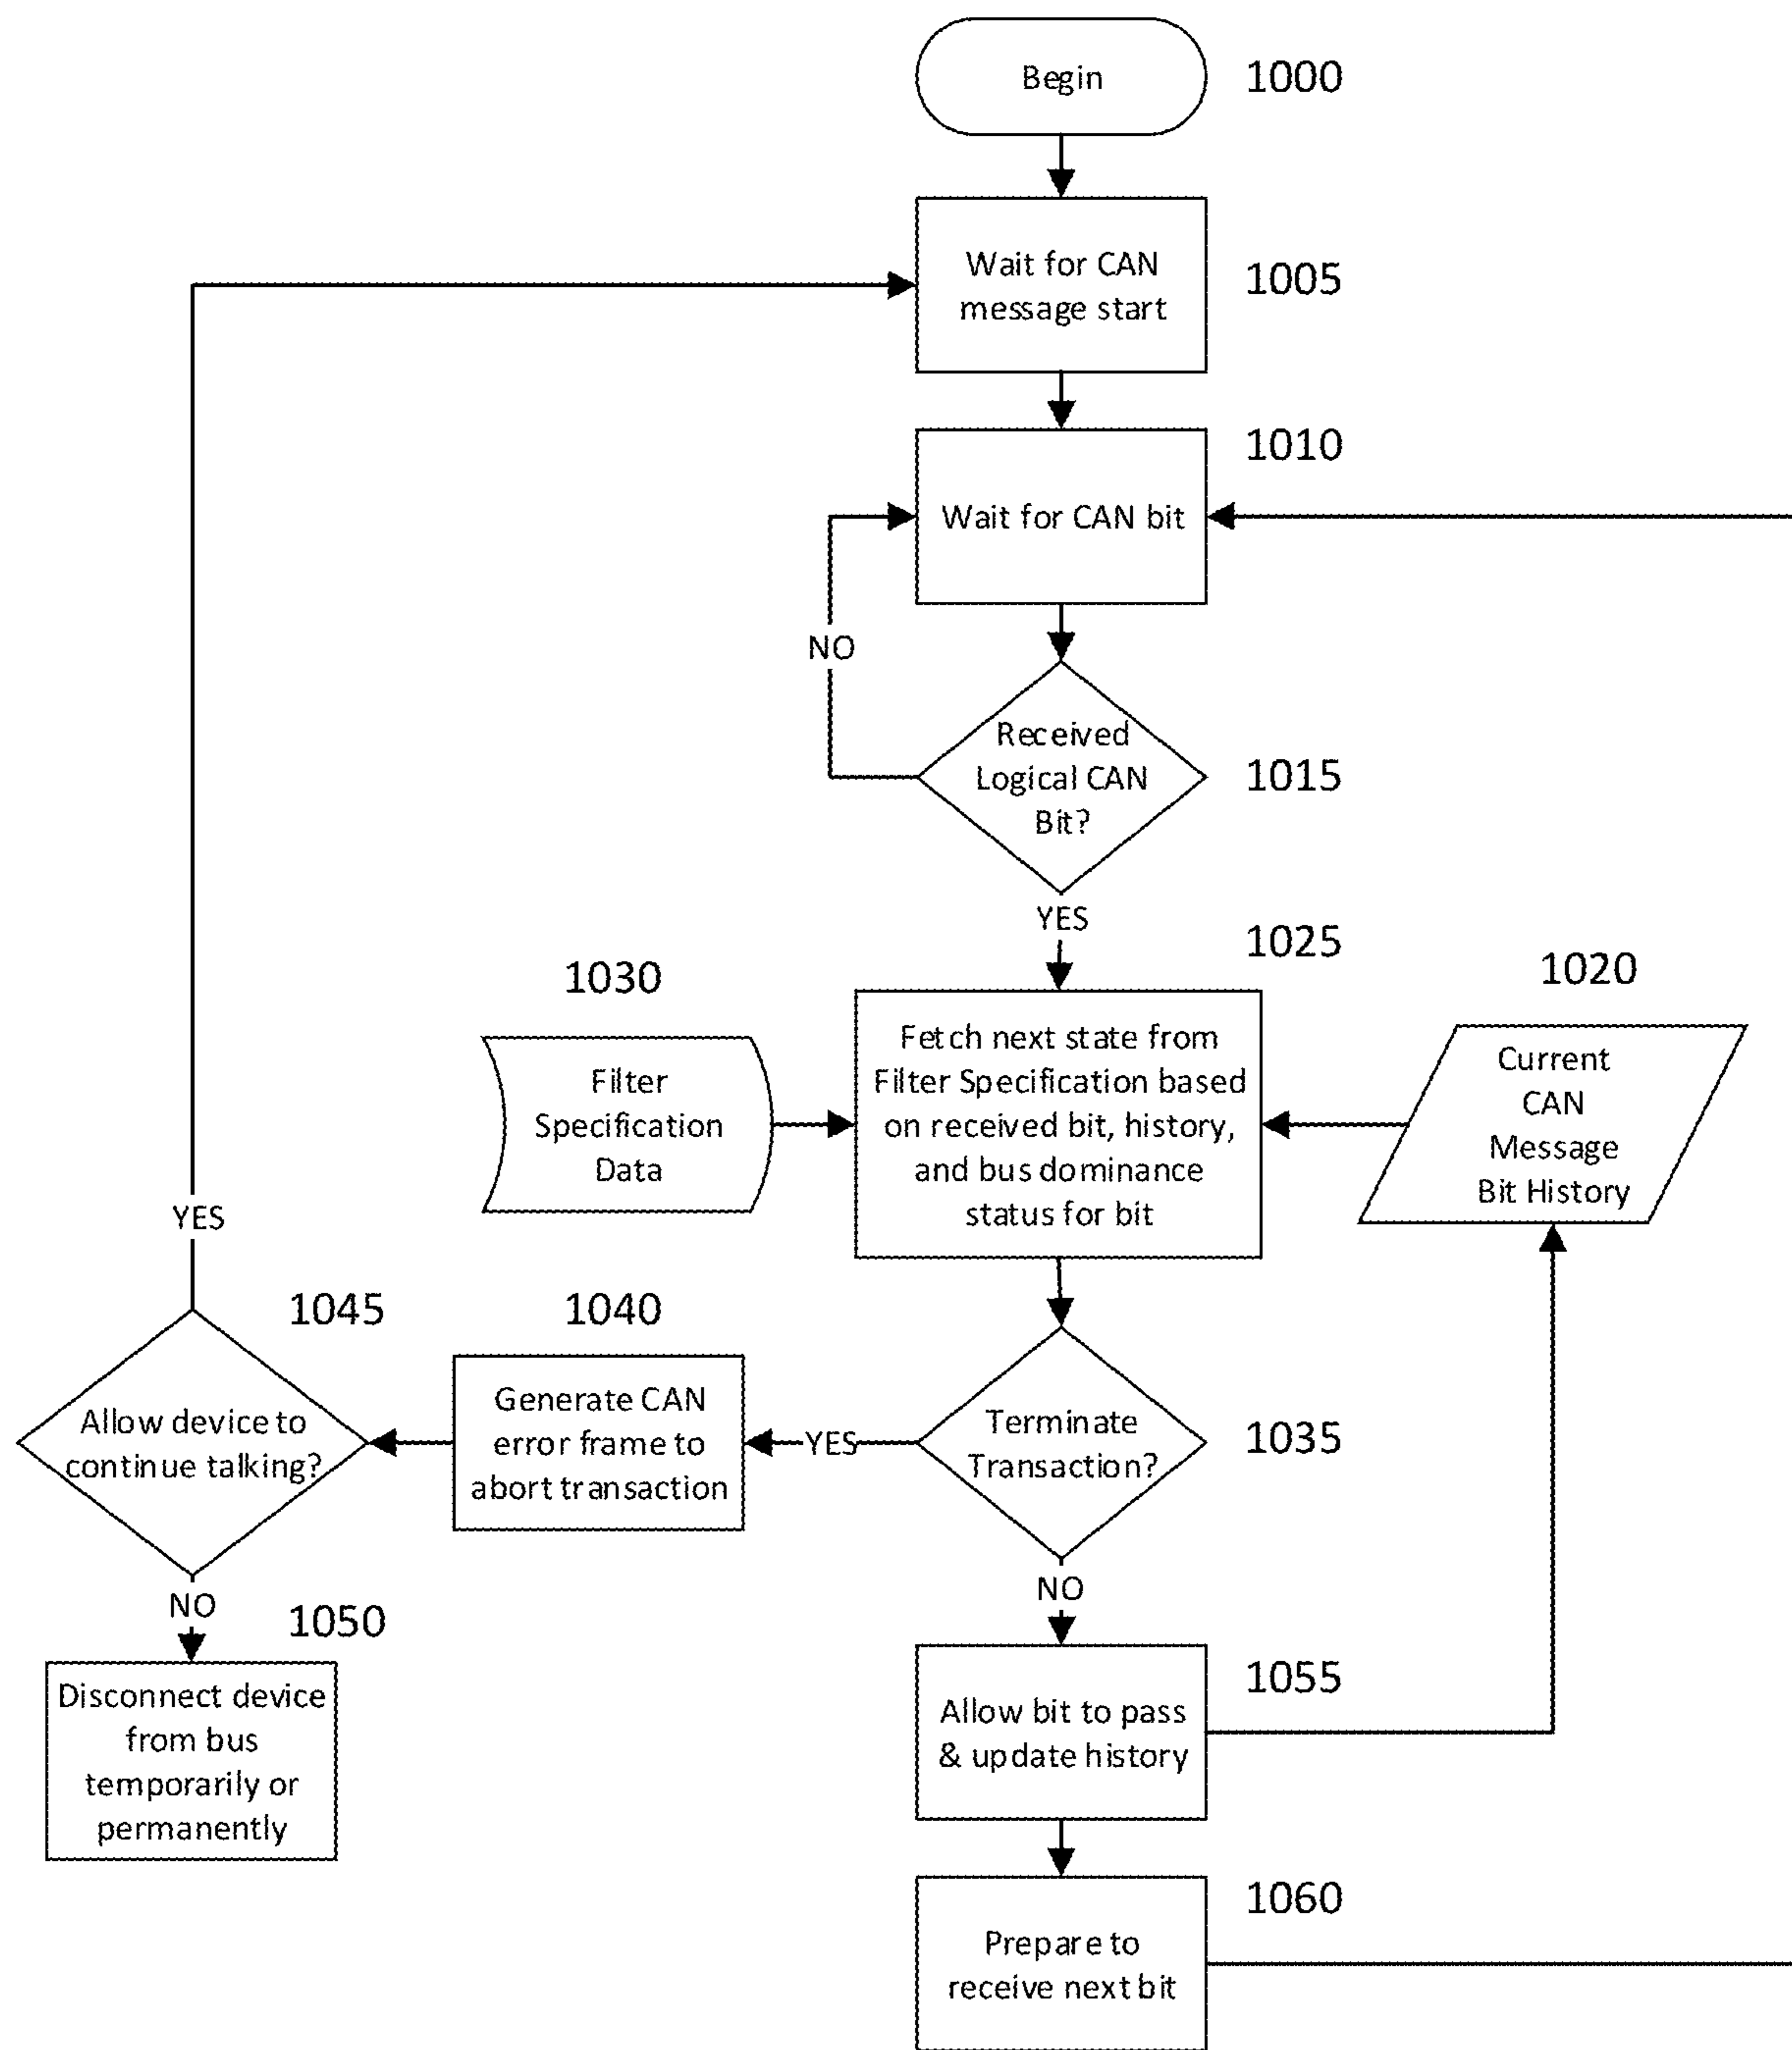 Begin
1000
Wait for CAN
message start
1005
1010
Wait for CAN bit
NO
Received
Logical CAN
Bit?
1015
YES
1025
1030
1020
Filter
Specification
Data
Fetch next state from
Filter Specification based
on received bit, history,
and bus dominance
status for bit
Current
CAN
Message
Bit History
YES
1045
1040
Allow device to
continue talking?
Generate CAN
error frame to
abort transaction
YES
Terminate
Transaction?
1035
NO
1050
NO
Disconnect device
from bus
temporarily or
permanently
1055
Allow bit to pass
& update history
1060
Prepare to
receive next bit